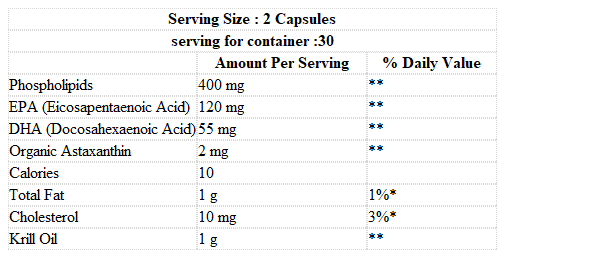 Serving Size : 2 Capsules
serving for container :30
Amount Per Serving % Daily Value
Phospholipids 400 mg **
EPA (Eicosapentaenoic Acid) 120 mg **
DHA (Docosahexaenoic Acid) 55 mg **
Organic Astaxanthin 2 mg **
Calories 10
Total Fat 1 g 1%*
Cholesterol 10 mg 3%*
Krill Oil 1 g **